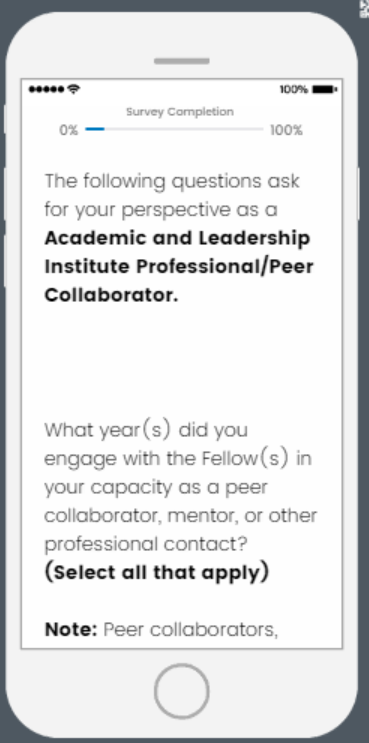 100%
Survey Completion
0% 100%
The following questions ask
for your perspective as a
Academic and Leadership
Institute Professional/Peer
Collaborator.
What year(s) did you
engage with the Fellow(s) in
your capacity as a peer
collaborator, mentor, or other
professional contact?
(Select all that apply)
Note: Peer collaborators,